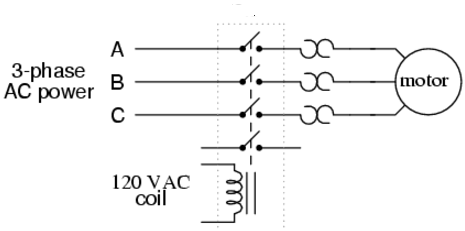 A
3-phase
AC power
B
C
motor
120 VAC
coil